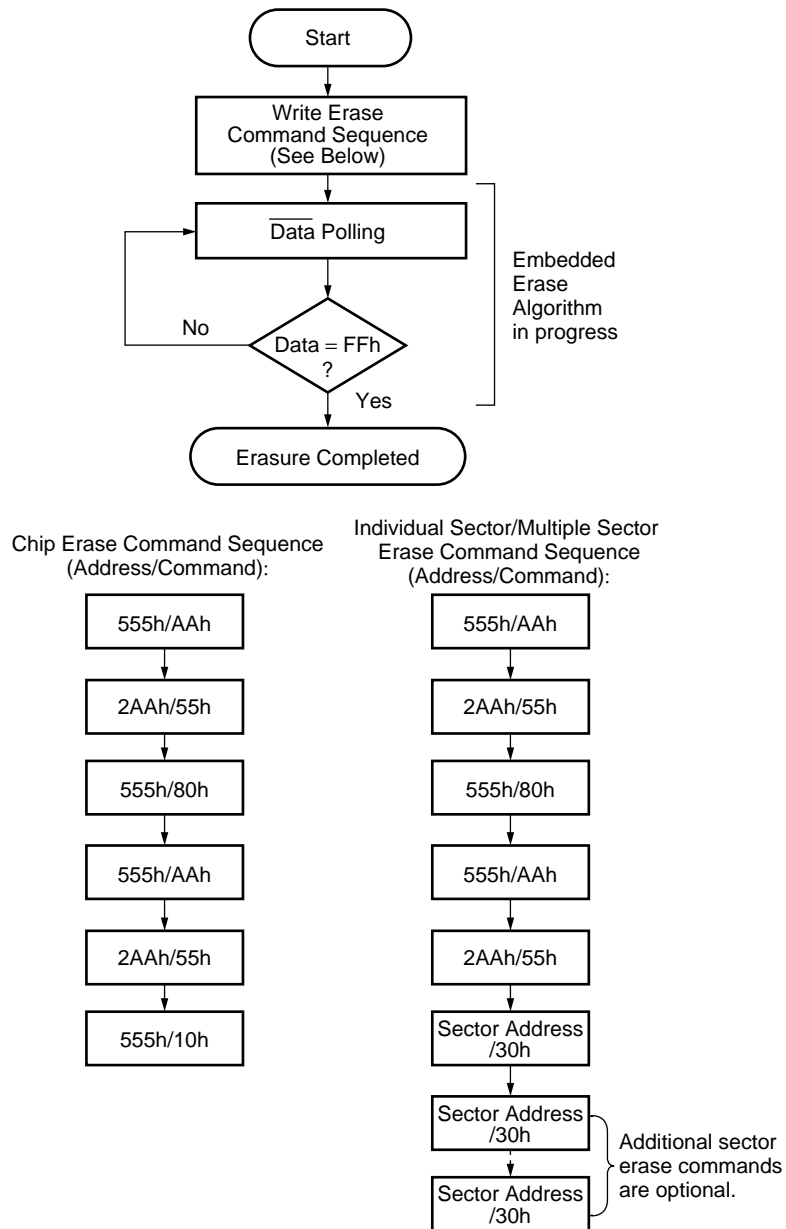 Start
Write Erase
Command Sequence
(See Below)
Data Polling
Embedded
Erase
Algorithm
in progress
No
Data = FFh
?
Yes
Erasure Completed
Chip Erase Command Sequence
(Address/Command):
555h/AAh
2AAh/55h
555h/80h
555h/AAh
2AAh/55h
555h/10h
Individual Sector/Multiple Sector
Erase Command Sequence
(Address/Command):
555h/AAh
2AAh/55h
555h/80h
555h/AAh
2AAh/55h
Sector Address
/30h
Sector Address
/30h
Sector Address
/30h
Additional sector
erase commands
are optional.